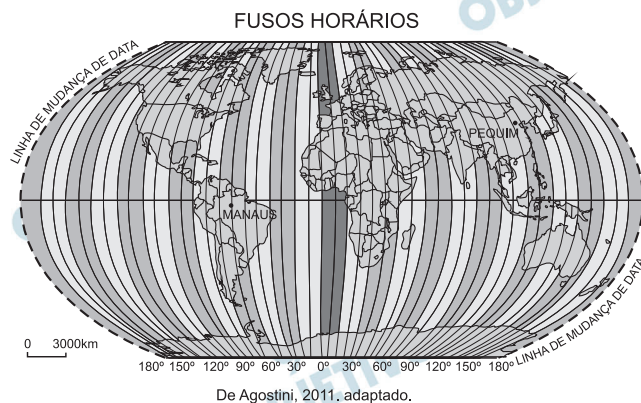 FUSOS HORÁRIOS
LINHA DE MUDANÇA DE DATA
PEQUIM
MANAUS
LINHA DE MUDANÇA DE DATA
0 3000km
180º 150º 120º 90º 60º 30º 0º 30º 60º 90º 120º 150º 180º
De Agostini, 2011. adaptado.